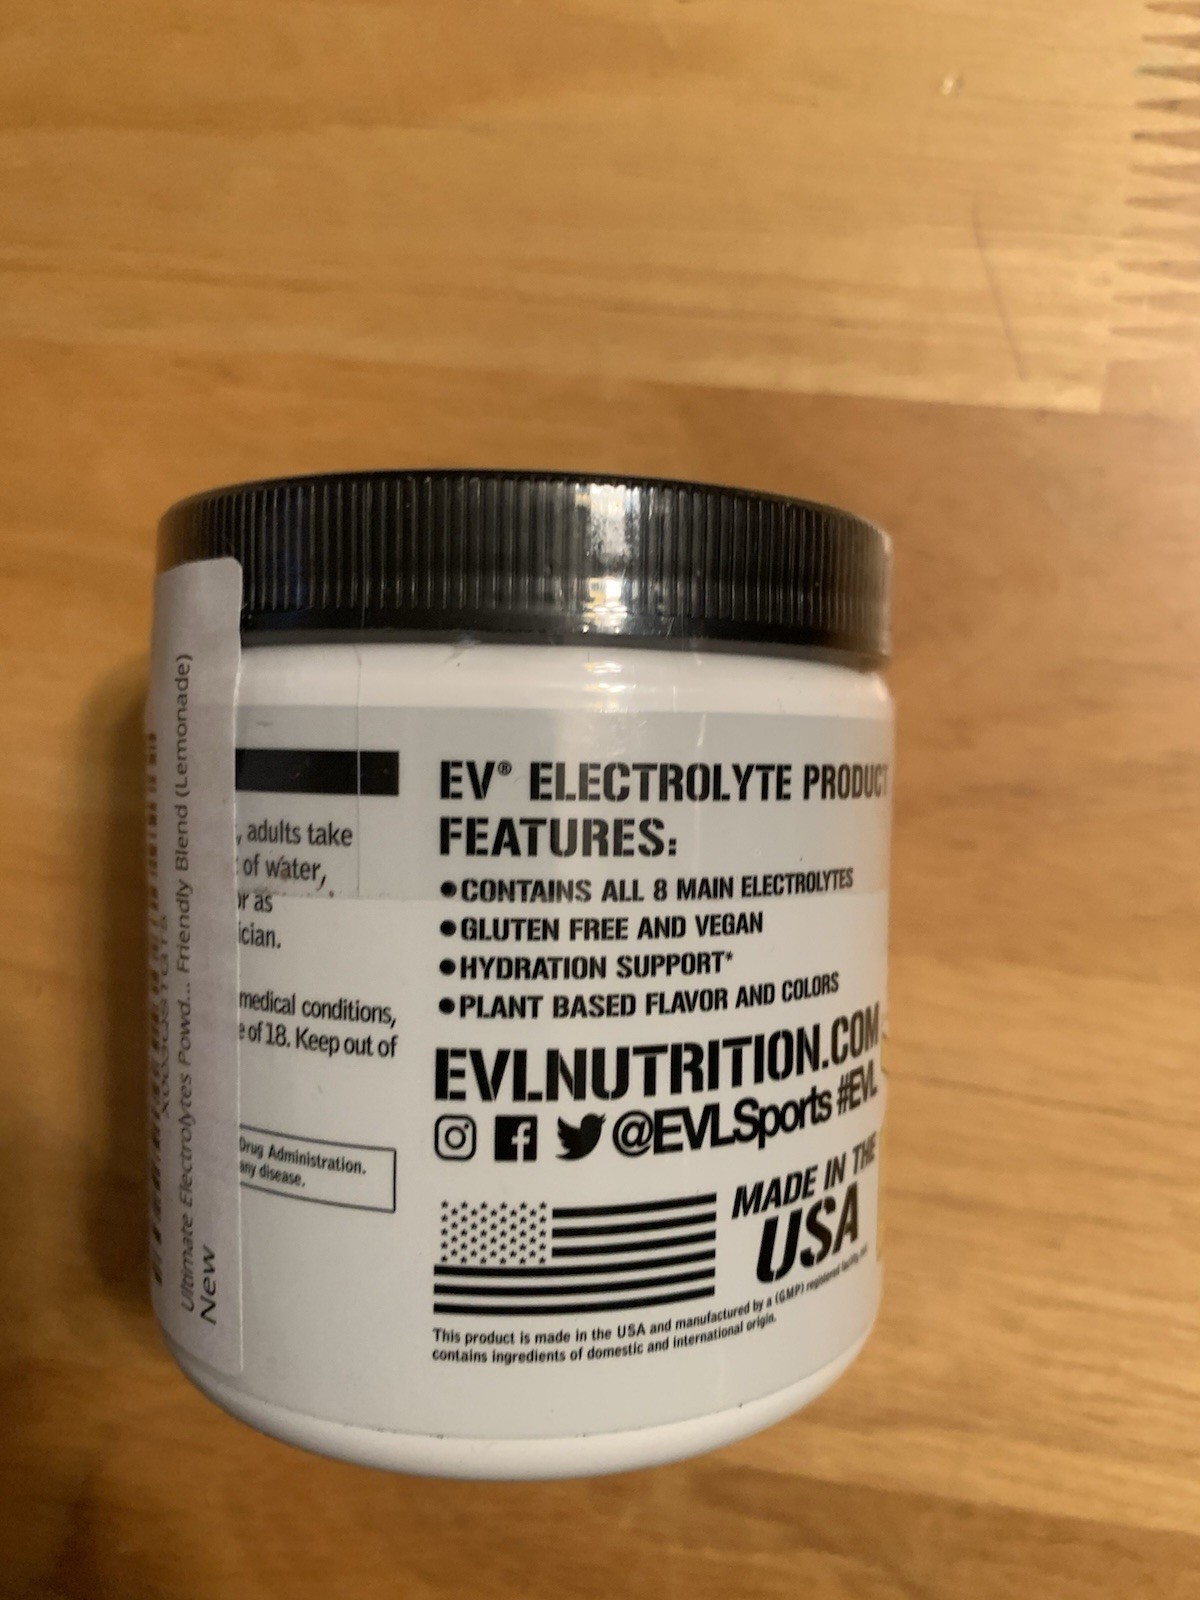 Ultimate Electrolytes Powd... Friendly Blend (Lemonade)
New
, adults take
of water,
or as
ician.
medical conditions,
e of 18. Keep out of
Drug Administration.
any disease.
EV® ELECTROLYTE PRODUCT
FEATURES:
•CONTAINS ALL 8 MAIN ELECTROLYTES
•GLUTEN FREE AND VEGAN
•HYDRATION SUPPORT*
•PLANT BASED FLAVOR AND COLORS
EVLNUTRITION.COM
@EVLSports #EVL
MADE IN THE
USA
This product is made in the USA and manufactured by a (GMP) registered facility
contains ingredients of domestic and international origin.